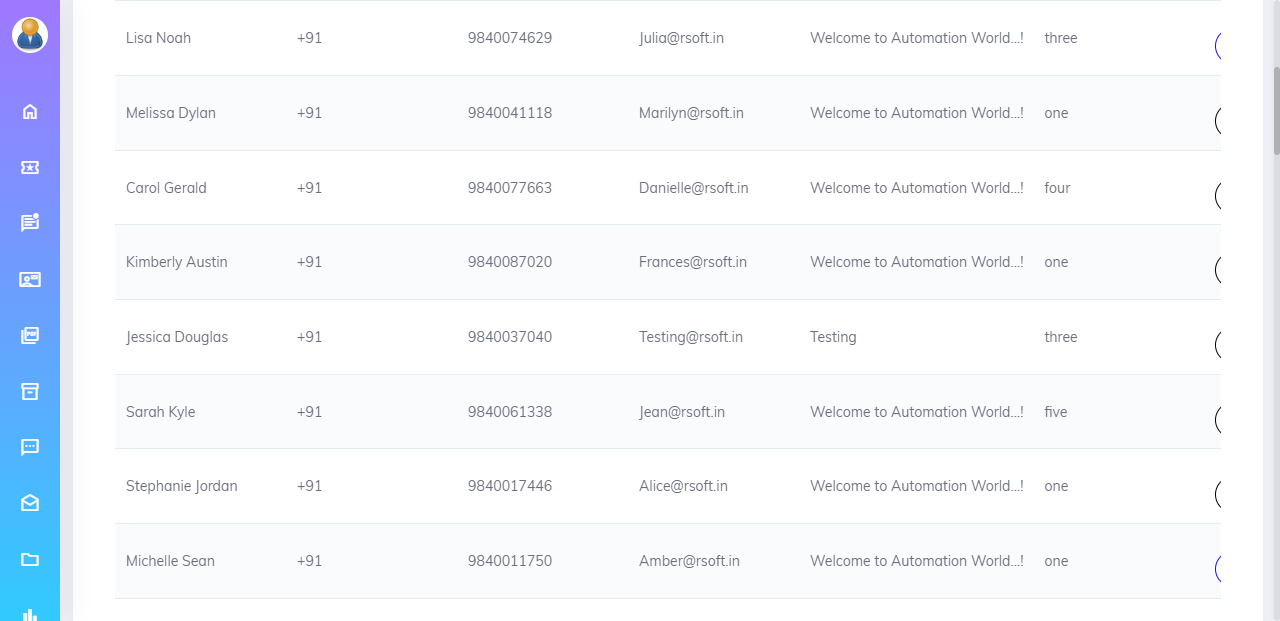 Lisa Noah +91 9840074629 Julia@rsoft.in Welcome to Automation World...! three
Melissa Dylan +91 9840041118 Marilyn@rsoft.in Welcome to Automation World...! one
Carol Gerald +91 9840077663 Danielle@rsoft.in Welcome to Automation World...! four
Kimberly Austin +91 9840087020 Frances@rsoft.in Welcome to Automation World...! one
Jessica Douglas +91 9840037040 Testing@rsoft.in Testing three
Sarah Kyle +91 9840061338 Jean@rsoft.in Welcome to Automation World...! five
Stephanie Jordan +91 9840017446 Alice@rsoft.in Welcome to Automation World...! one
Michelle Sean +91 9840011750 Amber@rsoft.in Welcome to Automation World...! one